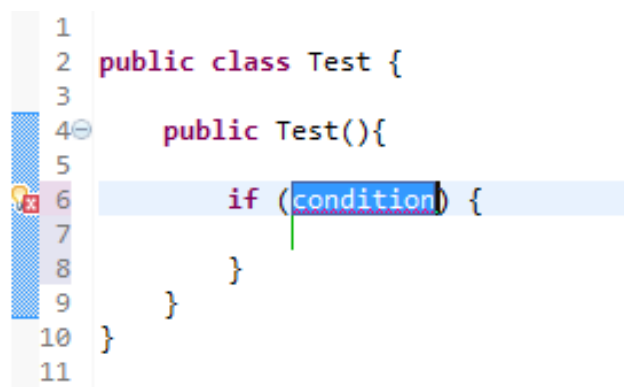 1
2 public class Test {
3
4 public Test(){
5
6 if (condition) {
7
8 }
9 }
10 }
11